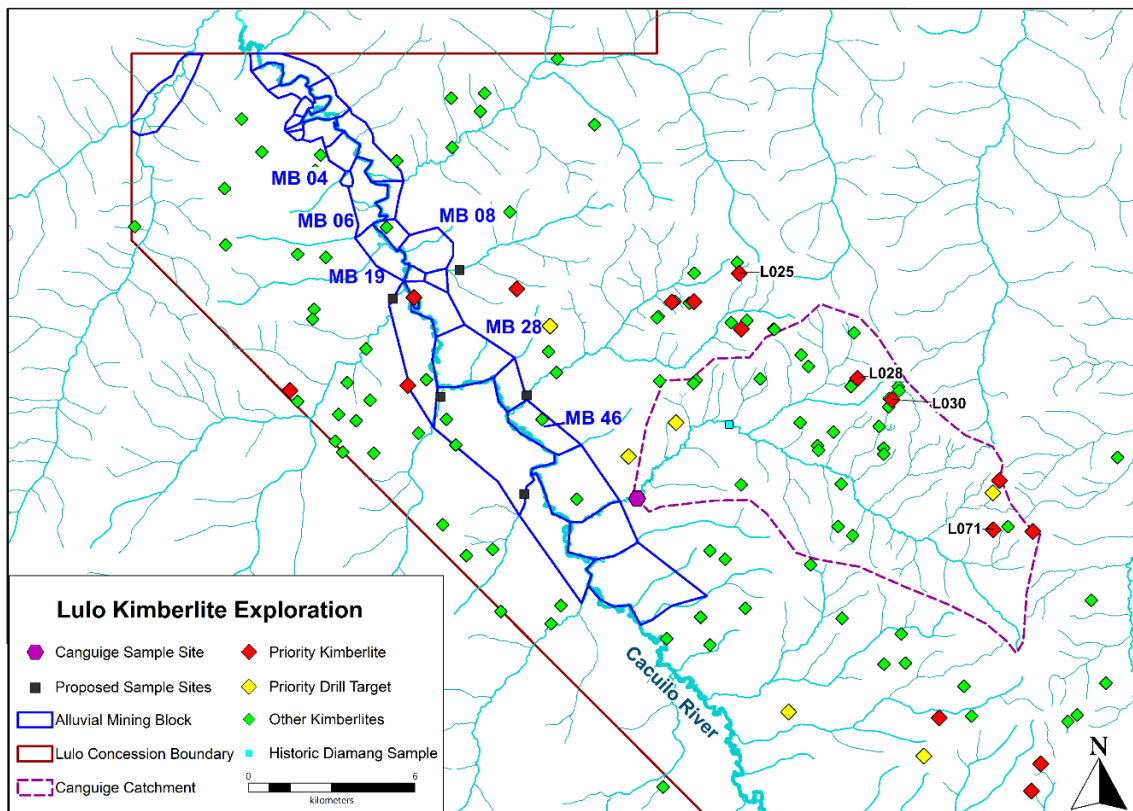 MB 04
MB 06
MB 08
MB 19
L025
MB 28
L028
L030
MB 46
L071
Cacuilo River
Lulo Kimberlite Exploration
Canguige Sample Site
Priority Kimberlite
Proposed Sample Sites
Priority Drill Target
Alluvial Mining Block
Other Kimberlites
Lulo Concession Boundary
Historic Diamang Sample
Canguige Catchment
0 6
kilometers
N